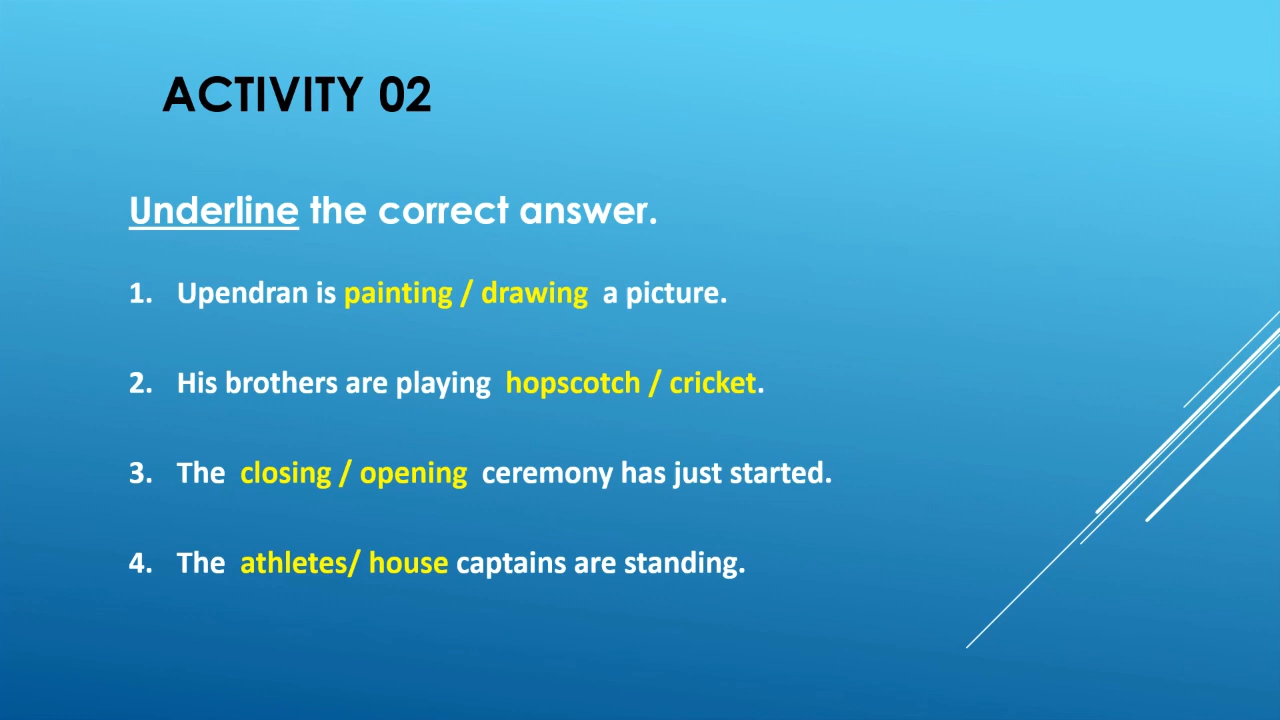 ACTIVITY 02
Underline the correct answer.
1. Upendran is painting / drawing a picture.
2. His brothers are playing hopscotch / cricket.
3. The closing / opening ceremony has just started.
4. The athletes/ house captains are standing.